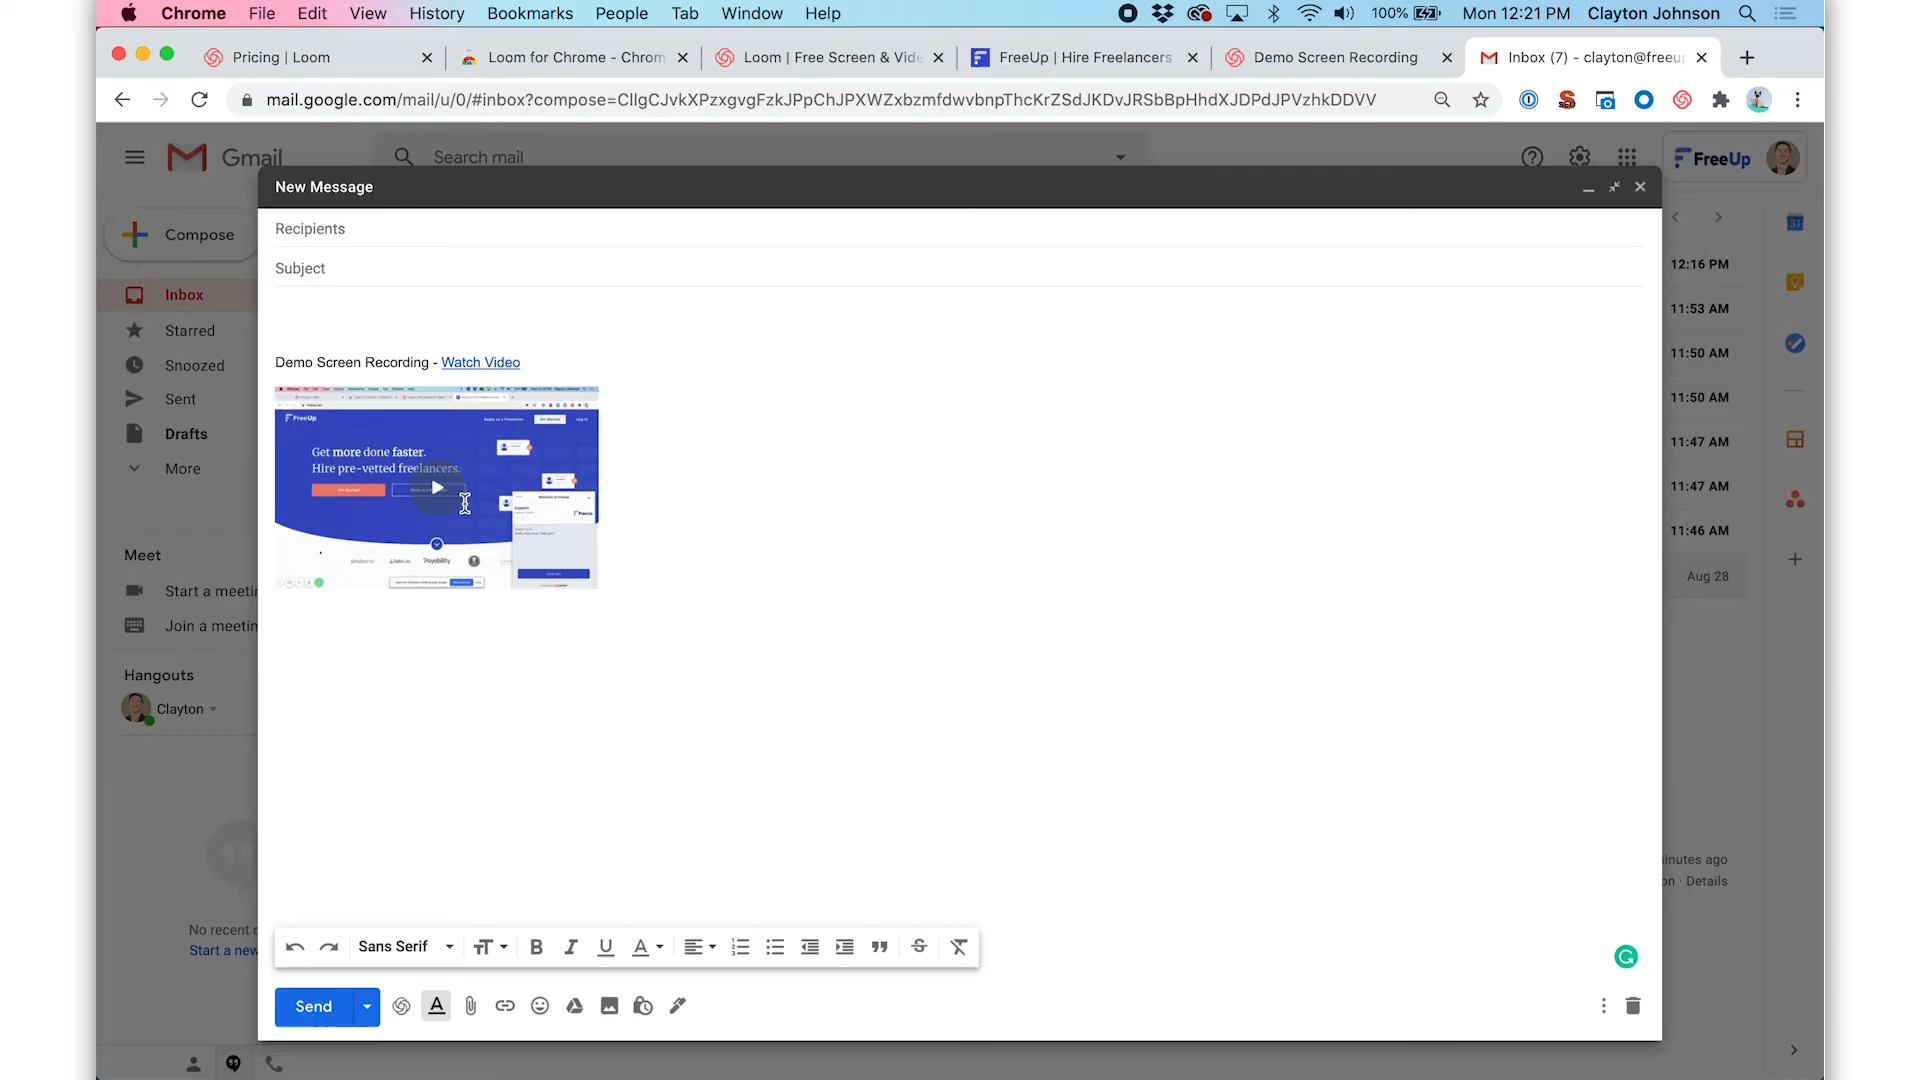 Chrome File Edit View History Bookmarks People Tab Window Help 100% Mon 12:21 PM Clayton Johnson
Pricing | Loom
Loom for Chrome - Chrom
Loom | Free Screen & Vide
FreeUp | Hire Freelancers
Demo Screen Recording
Inbox (7) - clayton@freeup
mail.google.com/mail/u/0/#inbox?compose=CllgCJvkXPzxgvgFzkJPpChJPXWZxbzmfdwvbnpThcKrZSdJKDvJRSbBpHhdXJDPdJPVzhkDDVV
Gmail
Search mail
FreeUp
New Message
Recipients
Subject
Compose
Inbox
Starred
Snoozed
Sent
Drafts
More
Meet
Start a meetin
Join a meetin
Hangouts
Clayton
No recent c
Start a new
Demo Screen Recording - Watch Video
FreeUp
Get more done faster.
Hire pre-vetted freelancers.
Payability
12:16 PM
11:53 AM
11:50 AM
11:50 AM
11:47 AM
11:47 AM
11:46 AM
Aug 28
inutes ago
on · Details
Sans Serif
Send